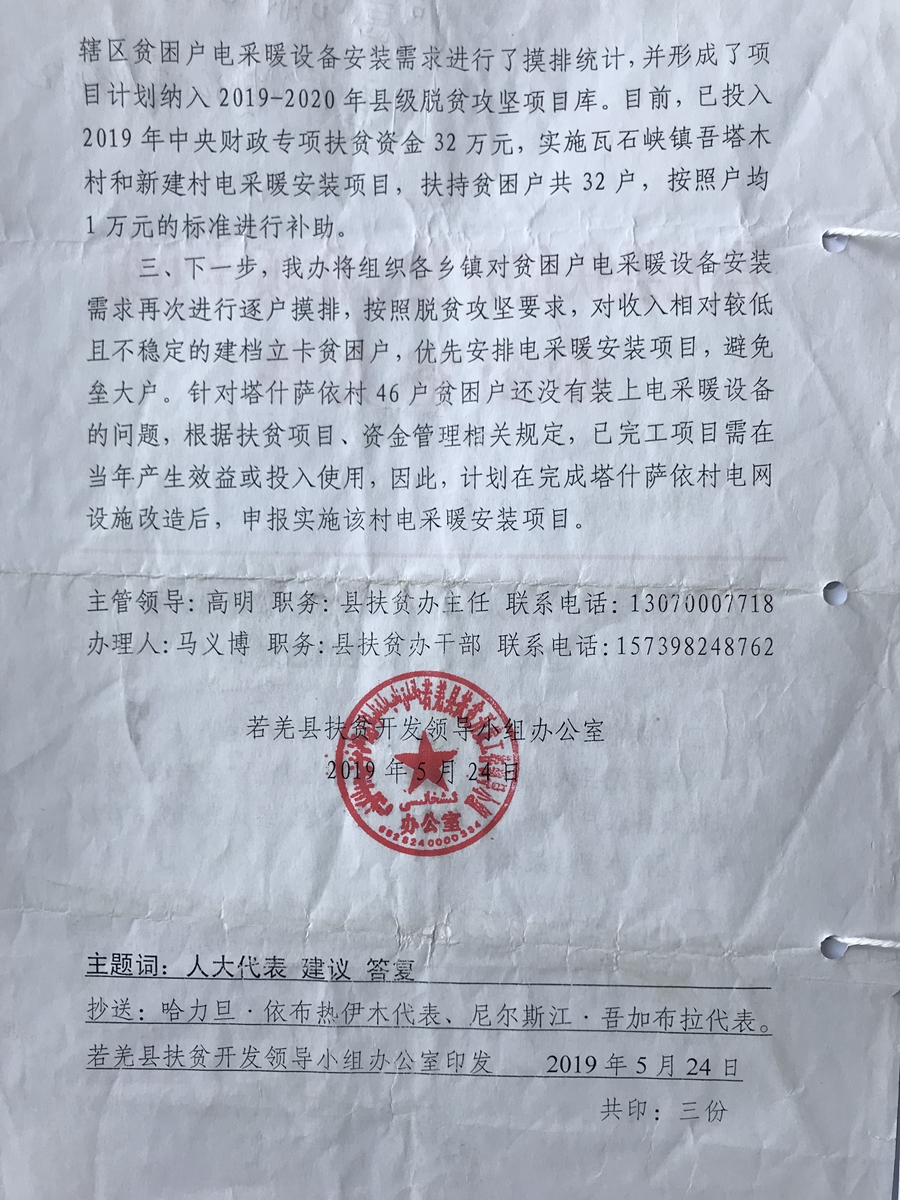 辖区贫困户电采暖设备安装需求进行了摸排统计,并形成了项
目计划纳入2019-2020年县级脱贫攻坚项目库。目前,已投入
2019年中央财政专项扶贫资金32万元,实施瓦石峡镇吾塔木
村和新建村电采暖安装项目,扶持贫困户共32户,按照户均
1万元的标准进行补助。
三、下一步,我办将组织各乡镇对贫困户电采暖设备安装
需求再次进行逐户摸排,按照脱贫攻坚要求,对收入相对较低
且不稳定的建档立卡贫困户,优先安排电采暖安装项目,避免
垒大户。针对塔什萨依村46户贫困户还没有装上电采暖设备
的问题,根据扶贫项目、资金管理相关规定,已完工项目需在
当年产生效益或投入使用,因此,计划在完成塔什萨依村电网
设施改造后,申报实施该村电采暖安装项目。
主管领导:高明 职务:县扶贫办主任 联系电话:13070007718
办理人:马义博 职务:县扶贫办干部 联系电话:157398248762
若羌县扶贫开发领导小组办公室
2019年5月24日
办公室
主题词:人大代表 建议 答复
抄送:哈力旦·依布热伊木代表、尼尔斯江·吾加布拉代表。
若羌县扶贫开发领导小组办公室印发 2019年5月24日
共印:三份